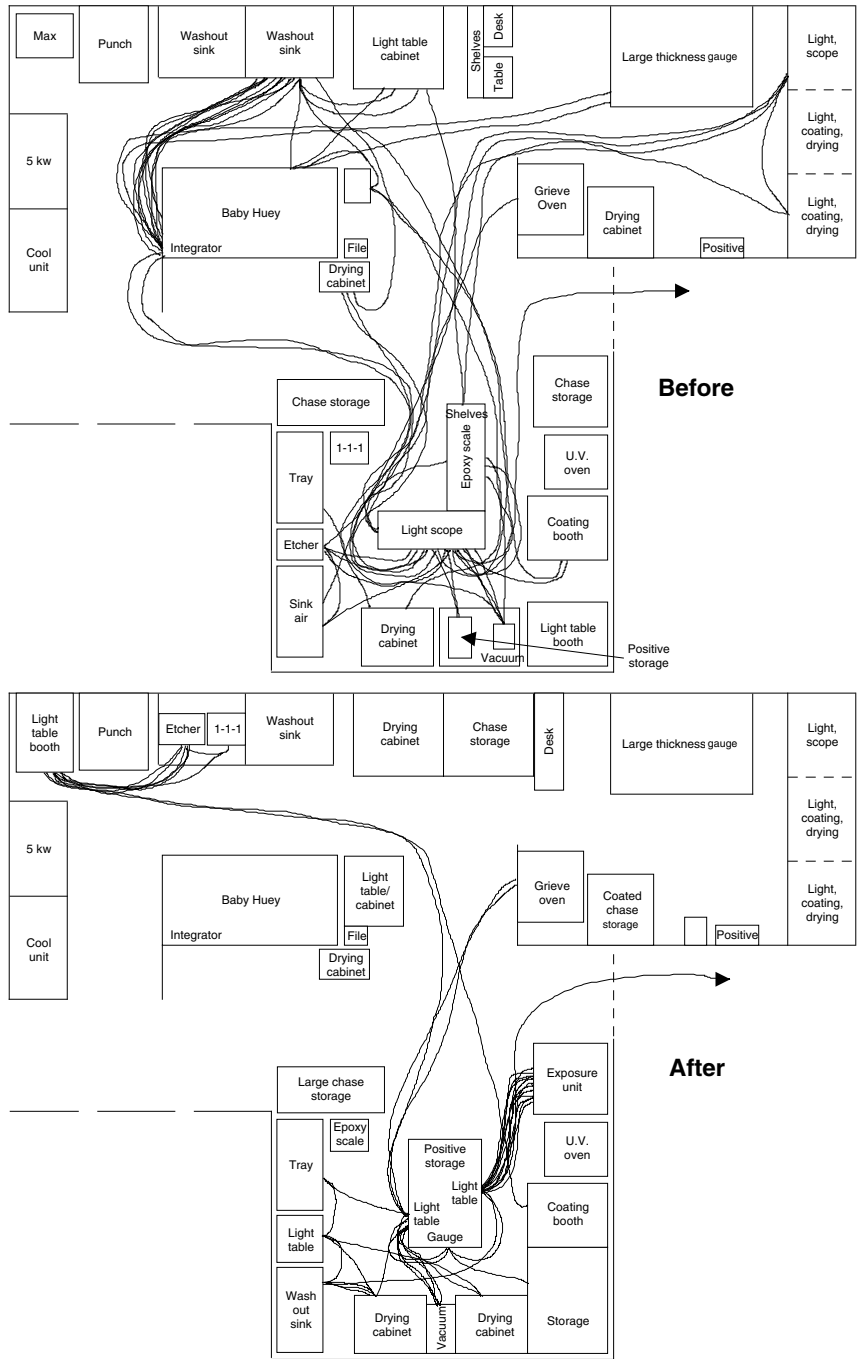 Max
Punch
Washout
sink
Washout
sink
Light table
cabinet
Shelves
Desk
Table
Large thickness gauge
Light,
scope
Light,
coating,
drying
Light,
coating,
drying
5 kw
Cool
unit
Baby Huey
Integrator
File
Drying
cabinet
Grieve
Oven
Drying
cabinet
Positive
Before
Chase storage
1-1-1
Tray
Etcher
Sink
air
Shelves
Epoxy scale
Light scope
Chase
storage
U.V.
oven
Coating
booth
Drying
cabinet
Vacuum
Light table
booth
Positive
storage
Light
table
booth
Punch
Etcher
1-1-1
Washout
sink
Drying
cabinet
Chase
storage
Desk
Large thickness gauge
Light,
scope
Light,
coating,
drying
Light,
coating,
drying
5 kw
Cool
unit
Baby Huey
Integrator
Light
table/
cabinet
File
Drying
cabinet
Grieve
oven
Coated
chase
storage
Positive
After
Large chase
storage
Epoxy
scale
Tray
Light
table
Wash
out
sink
Positive
storage
Light
table
Light
table
Gauge
Exposure
unit
U.V.
oven
Coating
booth
Drying
cabinet
Vacuum
Drying
cabinet
Storage